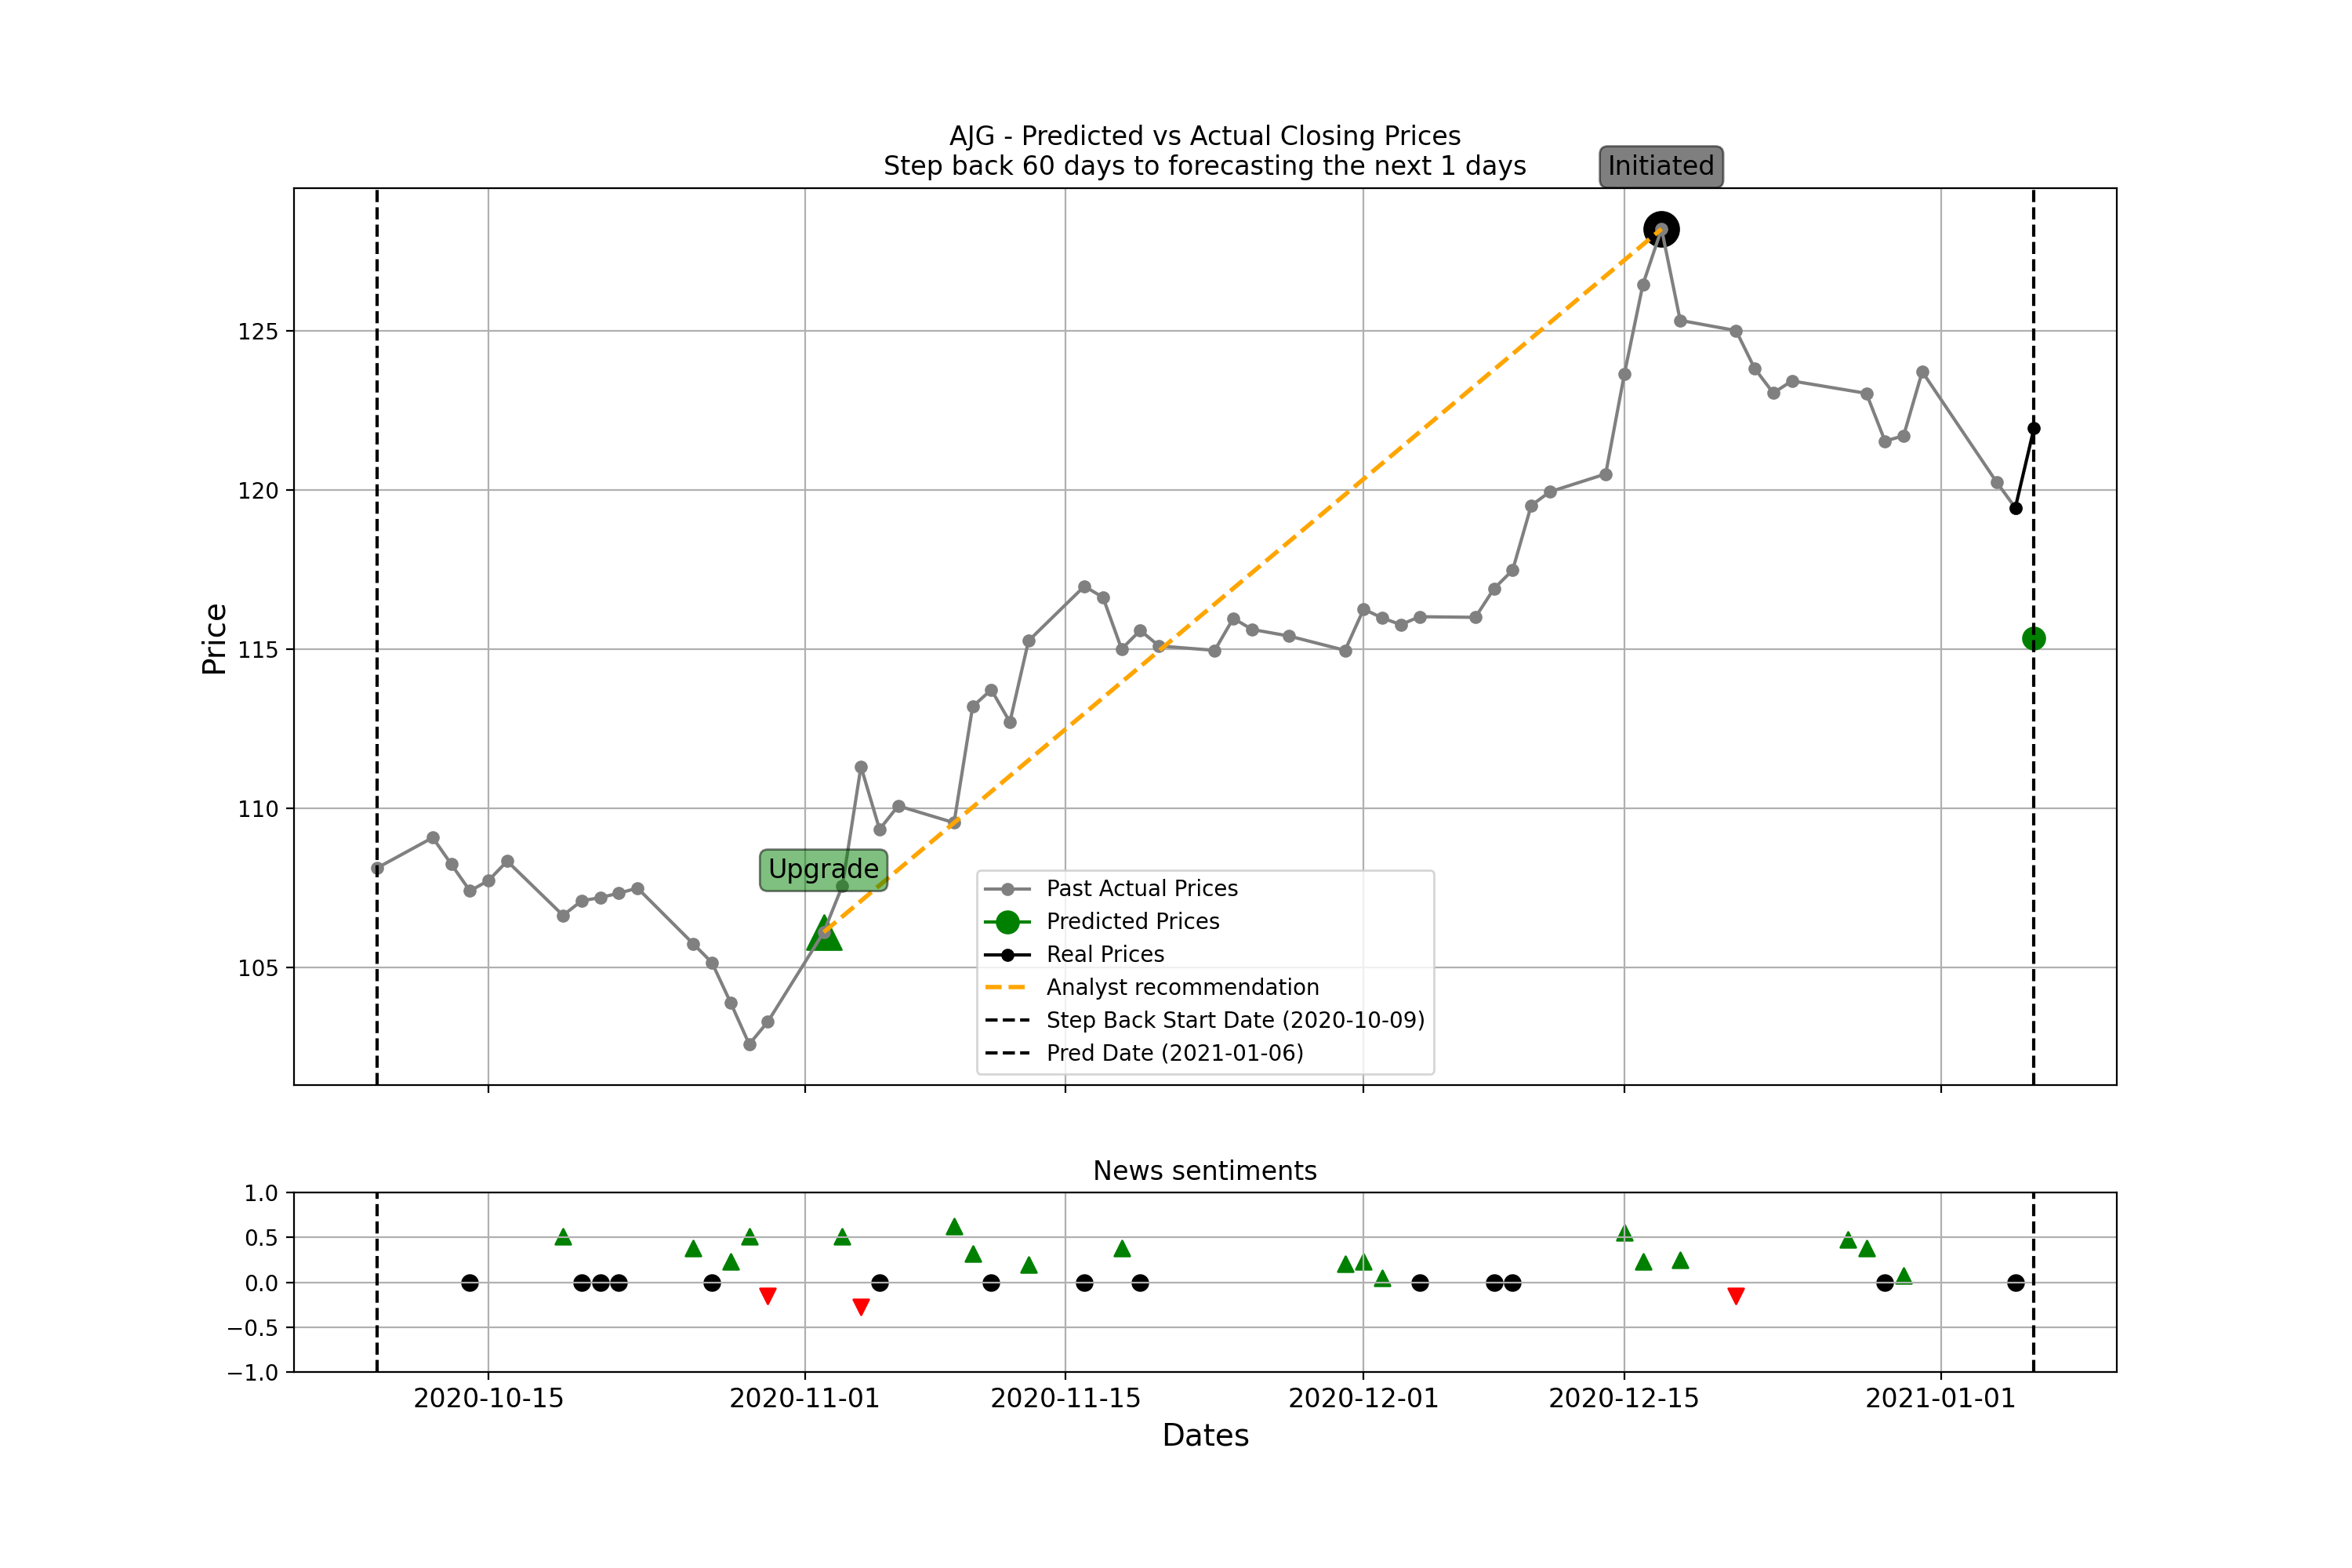 AJG - Predicted vs Actual Closing Prices
Step back 60 days to forecasting the next 1 days
Initiated
125
120
115
110
105
Price
Upgrade
Past Actual Prices
Predicted Prices
Real Prices
Analyst recommendation
Step Back Start Date (2020-10-09)
Pred Date (2021-01-06)
News sentiments
1.0
0.5
0.0
−0.5
−1.0
2020-10-15 2020-11-01 2020-11-15 2020-12-01 2020-12-15 2021-01-01
Dates